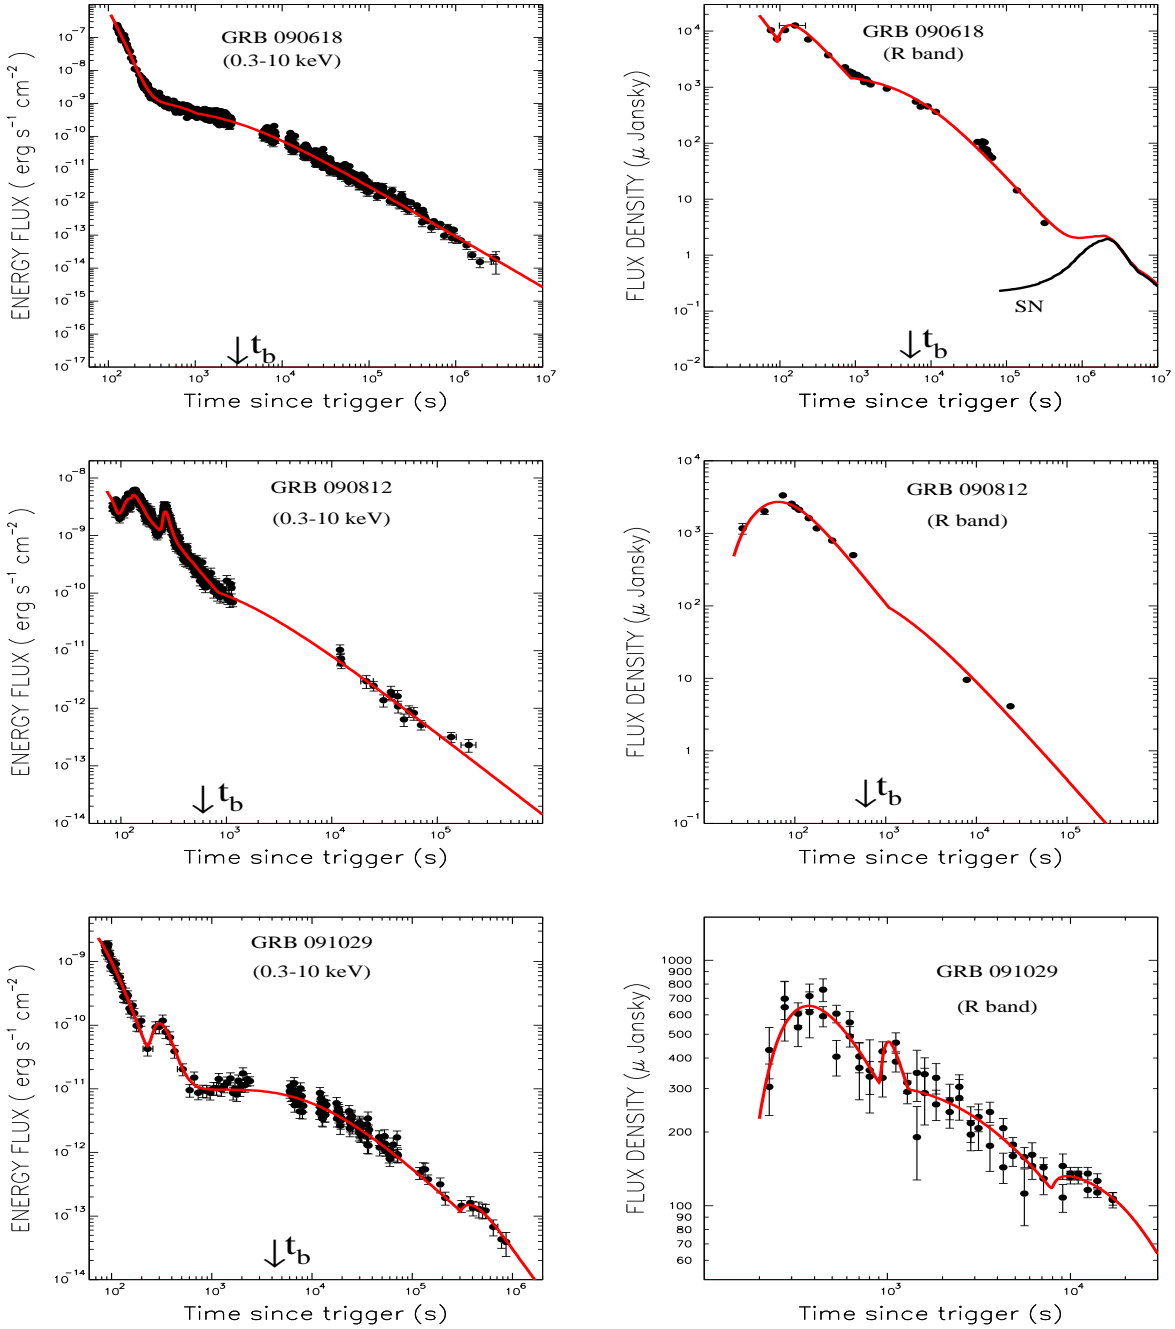 GRB 090618
(0.3-10 keV)
ENERGY FLUX ( erg s⁻¹ cm⁻²)
10⁻⁷
10⁻⁸
10⁻⁹
10⁻¹⁰
10⁻¹¹
10⁻¹²
10⁻¹³
10⁻¹⁴
10⁻¹⁵
10⁻¹⁶
10⁻¹⁷
t_b
10² 10³ 10⁴ 10⁵ 10⁶ 10⁷
Time since trigger (s)
GRB 090618
(R band)
FLUX DENSITY (μ Jansky)
10⁴
10³
10²
10
1
10⁻¹
10⁻²
SN
t_b
10² 10³ 10⁴ 10⁵ 10⁶ 10⁷
Time since trigger (s)
GRB 090812
(0.3-10 keV)
ENERGY FLUX ( erg s⁻¹ cm⁻²)
10⁻⁸
10⁻⁹
10⁻¹⁰
10⁻¹¹
10⁻¹²
10⁻¹³
10⁻¹⁴
t_b
10² 10³ 10⁴ 10⁵
Time since trigger (s)
GRB 090812
(R band)
FLUX DENSITY (μ Jansky)
10⁴
10³
10²
10
1
10⁻¹
t_b
10² 10³ 10⁴ 10⁵
Time since trigger (s)
GRB 091029
(0.3-10 keV)
ENERGY FLUX ( erg s⁻¹ cm⁻²)
10⁻⁹
10⁻¹⁰
10⁻¹¹
10⁻¹²
10⁻¹³
10⁻¹⁴
t_b
10² 10³ 10⁴ 10⁵ 10⁶
Time since trigger (s)
GRB 091029
(R band)
FLUX DENSITY (μ Jansky)
1000
900
800
700
600
500
400
300
200
100
90
80
70
60
10³ 10⁴
Time since trigger (s)